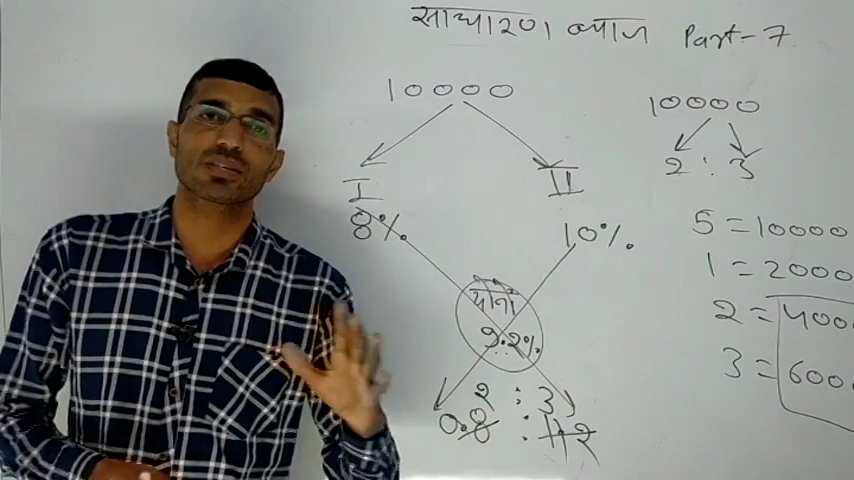 साधारण ब्याज Part-7
10000
I II
8% 10%
9.2%
2 : 3
0.8 : 1.2
10000
2 : 3
5 = 10000
1 = 2000
2 = 4000
3 = 6000